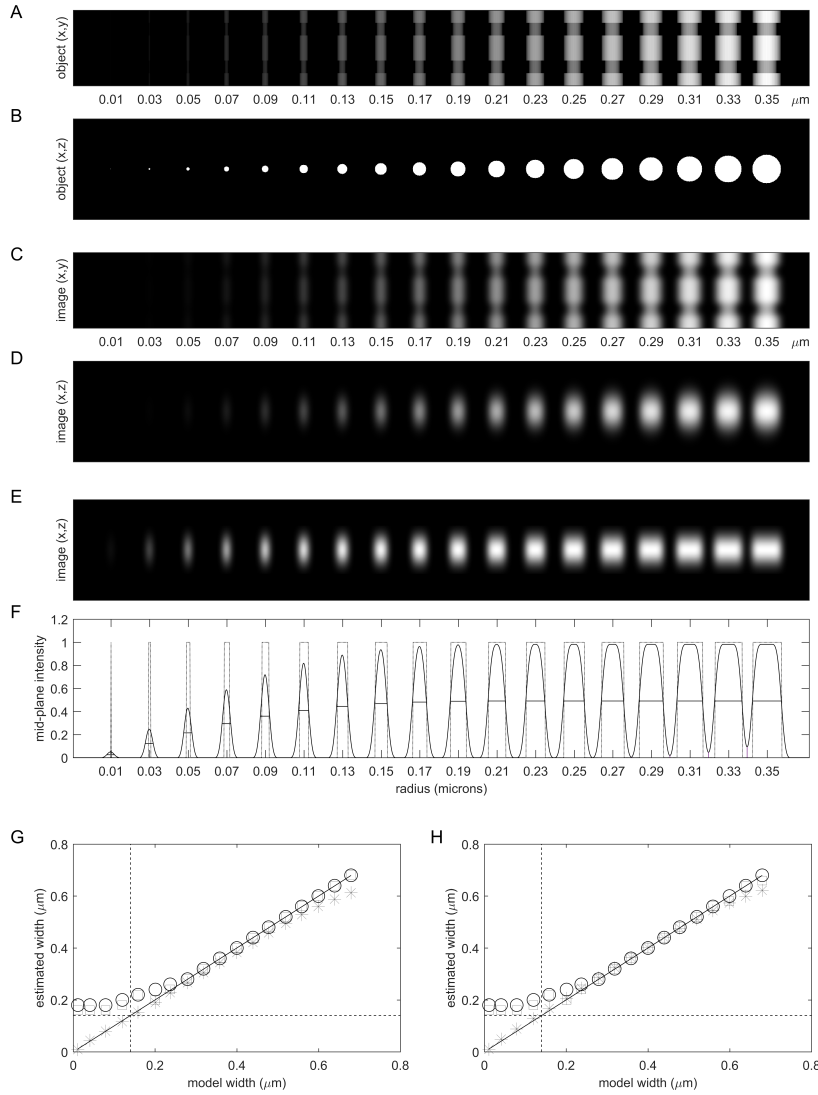 A
object (x,y)
0.01 0.03 0.05 0.07 0.09 0.11 0.13 0.15 0.17 0.19 0.21 0.23 0.25 0.27 0.29 0.31 0.33 0.35 μm
B
object (x,z)
C
image (x,y)
0.01 0.03 0.05 0.07 0.09 0.11 0.13 0.15 0.17 0.19 0.21 0.23 0.25 0.27 0.29 0.31 0.33 0.35 μm
D
image (x,z)
E
image (x,z)
F
mid-plane intensity
1.2
1
0.8
0.6
0.4
0.2
0
0.01 0.03 0.05 0.07 0.09 0.11 0.13 0.15 0.17 0.19 0.21 0.23 0.25 0.27 0.29 0.31 0.33 0.35
radius (microns)
G
estimated width (μm)
0.8
0.6
0.4
0.2
0
0 0.2 0.4 0.6 0.8
model width (μm)
H
estimated width (μm)
0.8
0.6
0.4
0.2
0
0 0.2 0.4 0.6 0.8
model width (μm)